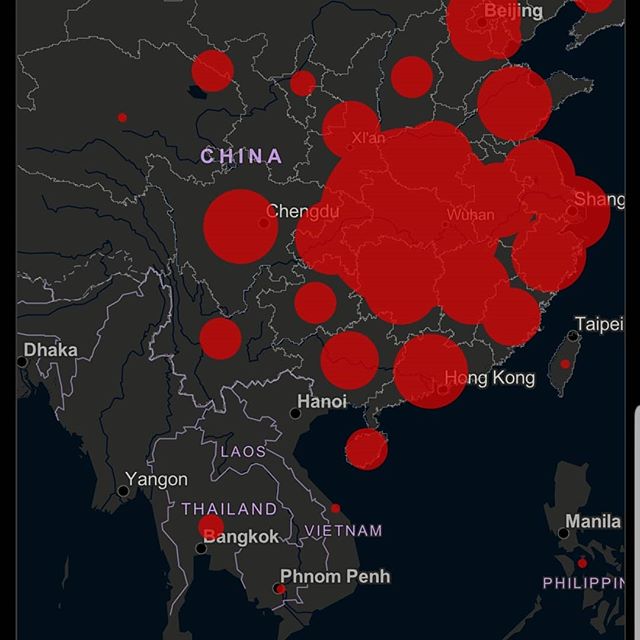 Beijing
Xi'an
CHINA
Chengdu
Wuhan
Shang
Taipei
Dhaka
Hong Kong
Hanoi
LAOS
Yangon
THAILAND
Manila
VIETNAM
Bangkok
Phnom Penh
PHILIPPIN